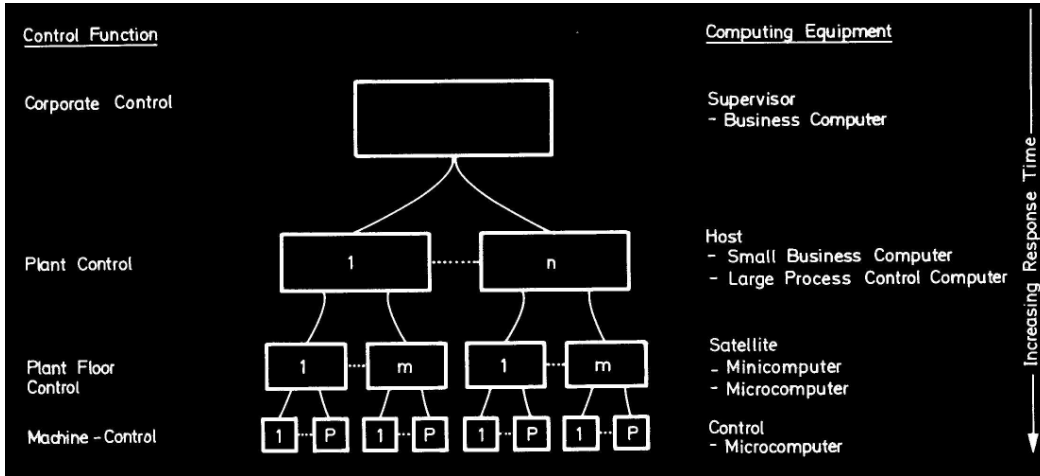 Control Function
Computing Equipment
Corporate Control
Supervisor
- Business Computer
Plant Control
1
n
Host
- Small Business Computer
- Large Process Control Computer
Plant Floor
Control
1
m
1
m
Satellite
- Minicomputer
- Microcomputer
Machine-Control
1
P
1
P
1
P
1
P
Control
- Microcomputer
Increasing Response Time